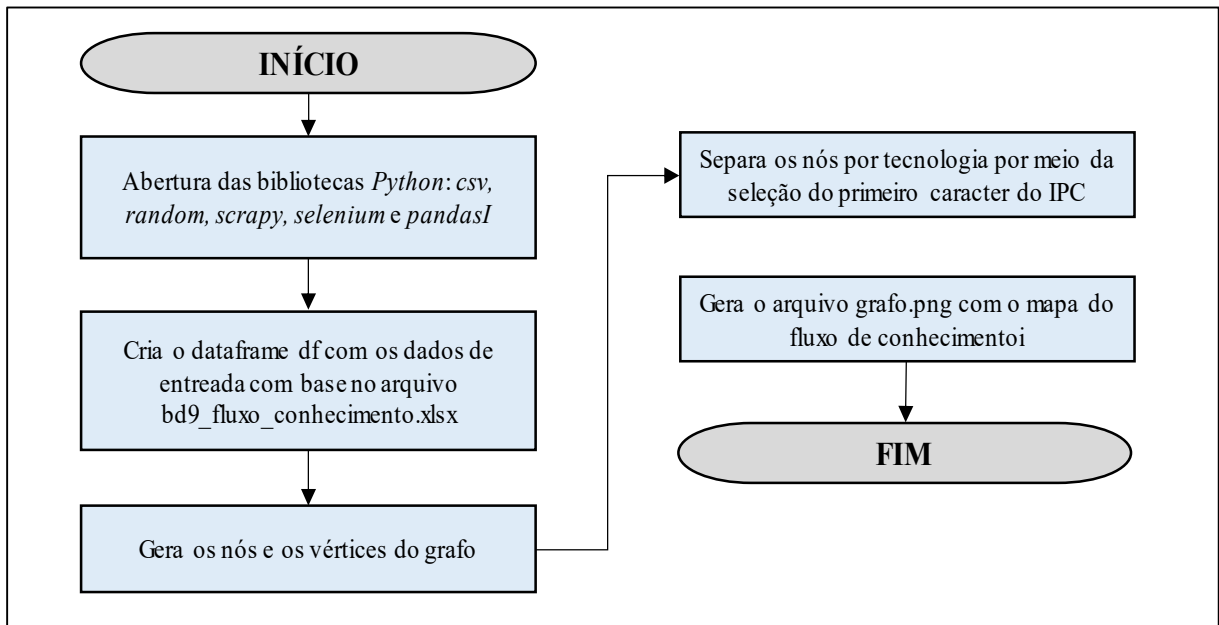 INÍCIO
Abertura das bibliotecas Python: csv,
random, scrapy, selenium e pandasI
Cria o dataframe df com os dados de
entreada com base no arquivo
bd9_fluxo_conhecimento.xlsx
Gera os nós e os vértices do grafo
Separa os nós por tecnologia por meio da
seleção do primeiro caracter do IPC
Gera o arquivo grafo.png com o mapa do
fluxo de conhecimentoi
FIM